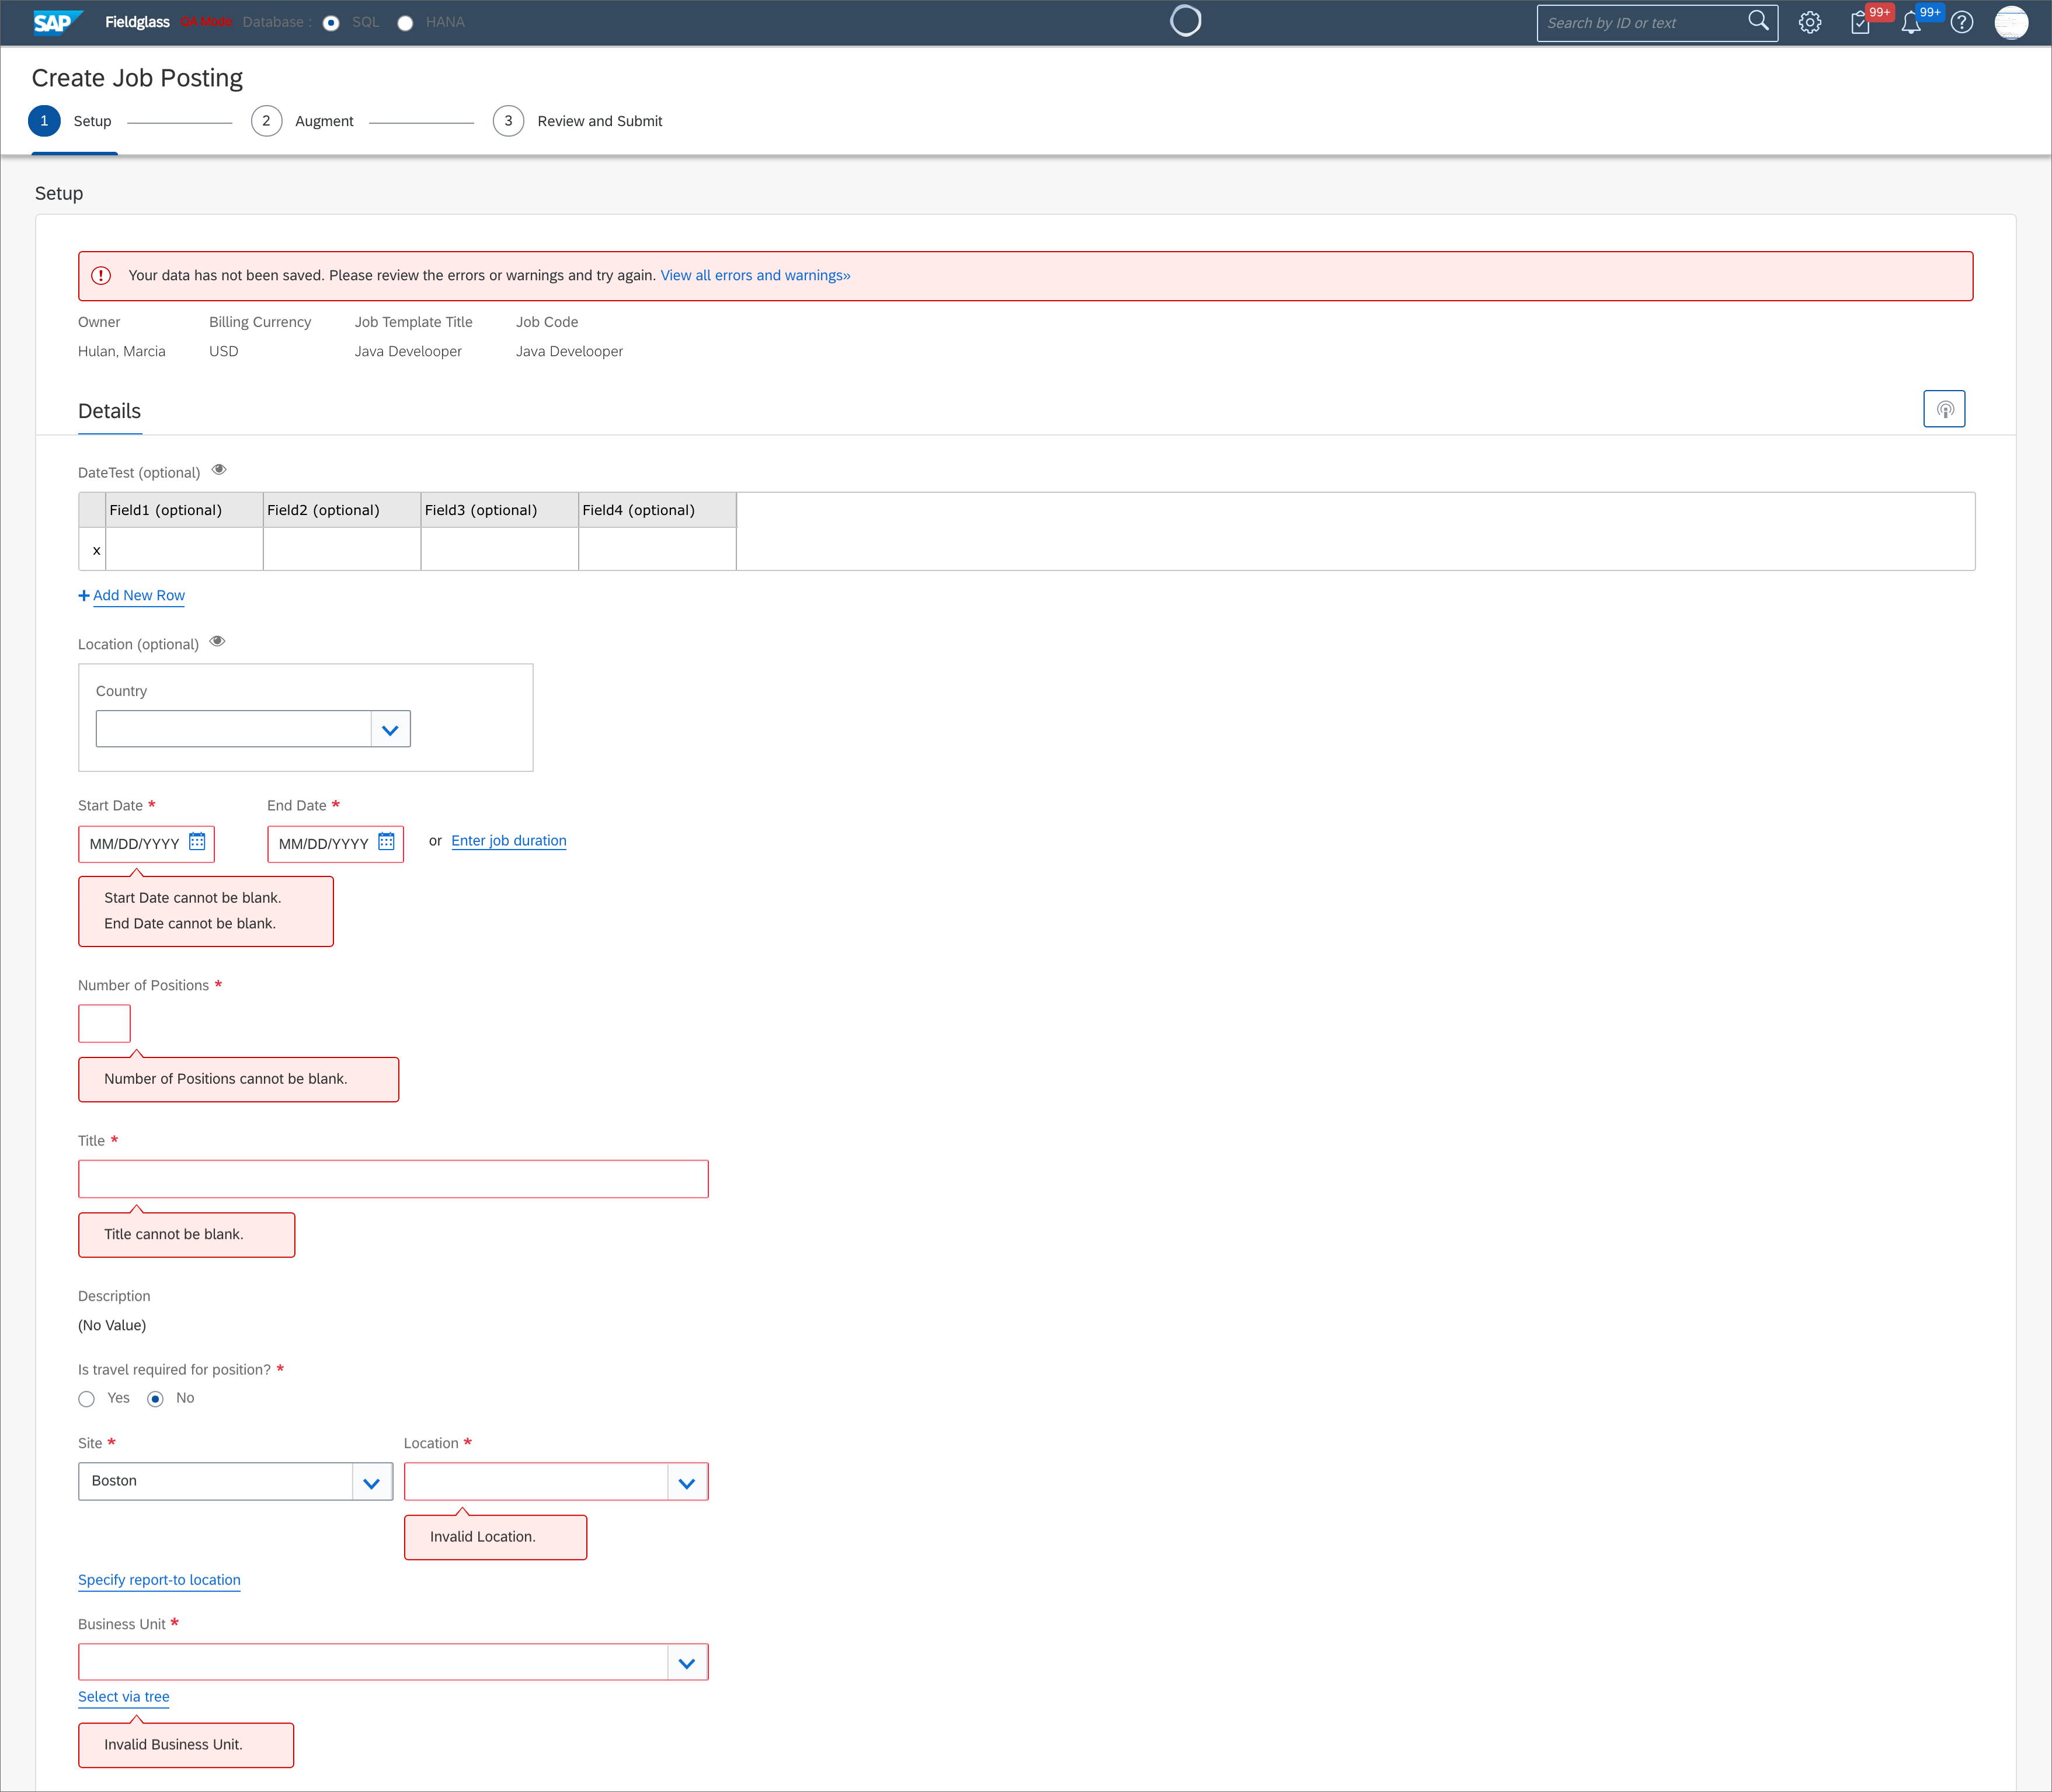 SAP Fieldglass QA Mode Database : SQL HANA Search by ID or text 99+ 99+
Create Job Posting
1 Setup 2 Augment 3 Review and Submit
Setup
Your data has not been saved. Please review the errors or warnings and try again. View all errors and warnings»
Owner Billing Currency Job Template Title Job Code
Hulan, Marcia USD Java Develooper Java Develooper
Details
DateTest (optional)
Field1 (optional) Field2 (optional) Field3 (optional) Field4 (optional)
x
+ Add New Row
Location (optional)
Country
Start Date * End Date *
MM/DD/YYYY MM/DD/YYYY or Enter job duration
Start Date cannot be blank.
End Date cannot be blank.
Number of Positions *
Number of Positions cannot be blank.
Title *
Title cannot be blank.
Description
(No Value)
Is travel required for position? *
Yes No
Site * Location *
Boston
Invalid Location.
Specify report-to location
Business Unit *
Select via tree
Invalid Business Unit.